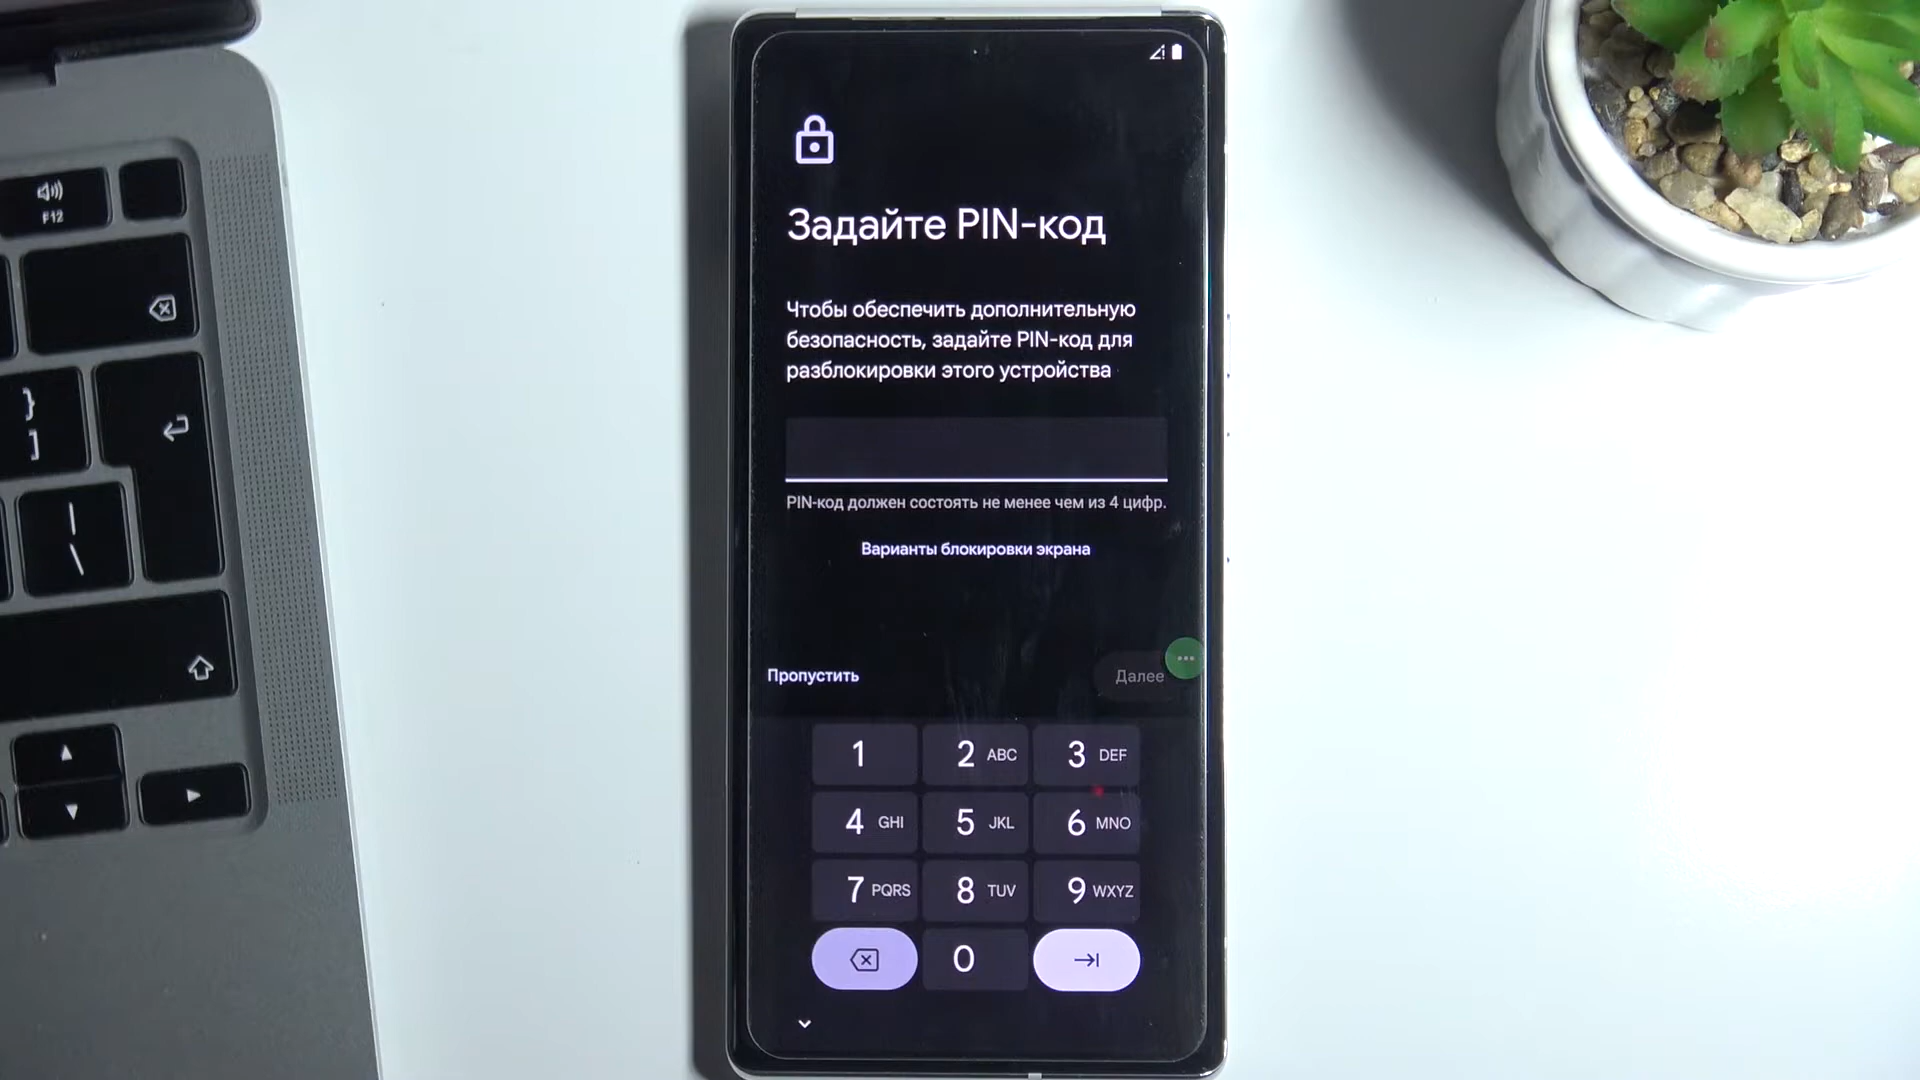 Задайте PIN-код
Чтобы обеспечить дополнительную
безопасность, задайте PIN-код для
разблокировки этого устройства
PIN-код должен состоять не менее чем из 4 цифр.
Варианты блокировки экрана
Пропустить
Далее
1
2 ABC
3 DEF
4 GHI
5 JKL
6 MNO
7 PQRS
8 TUV
9 WXYZ
0
F12
}
]
|
\